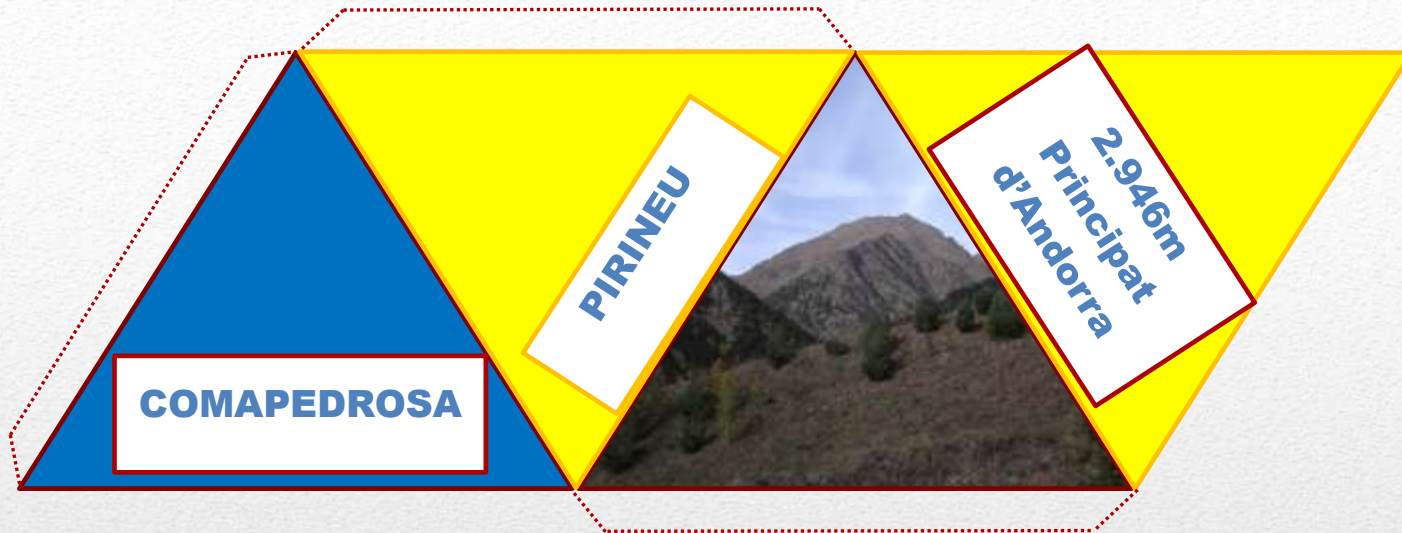 COMAPEDROSA
PIRINEU
2.946m
Principat
d’Andorra